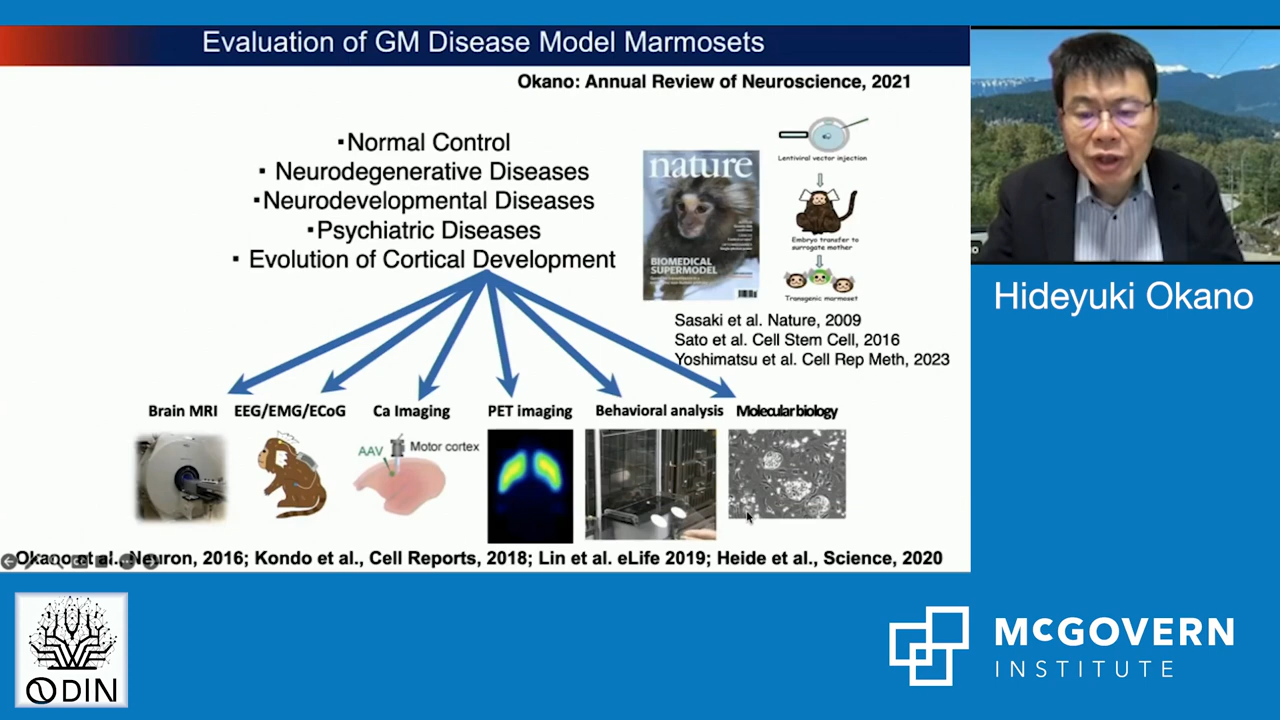 Evaluation of GM Disease Model Marmosets
Okano: Annual Review of Neuroscience, 2021
▪Normal Control
▪ Neurodegenerative Diseases
▪Neurodevelopmental Diseases
▪Psychiatric Diseases
▪ Evolution of Cortical Development
nature
BIOMEDICAL
SUPERMODEL
Lentiviral vector injection
Embryo transfer to
surrogate mother
Transgenic marmoset
Sasaki et al. Nature, 2009
Sato et al. Cell Stem Cell, 2016
Yoshimatsu et al. Cell Rep Meth, 2023
Brain MRI
EEG/EMG/ECoG
Ca Imaging
PET imaging
Behavioral analysis
Molecular biology
AAV
Motor cortex
Okano et al., Neuron, 2016; Kondo et al., Cell Reports, 2018; Lin et al. eLife 2019; Heide et al., Science, 2020
Hideyuki Okano
ODIN
McGOVERN
INSTITUTE